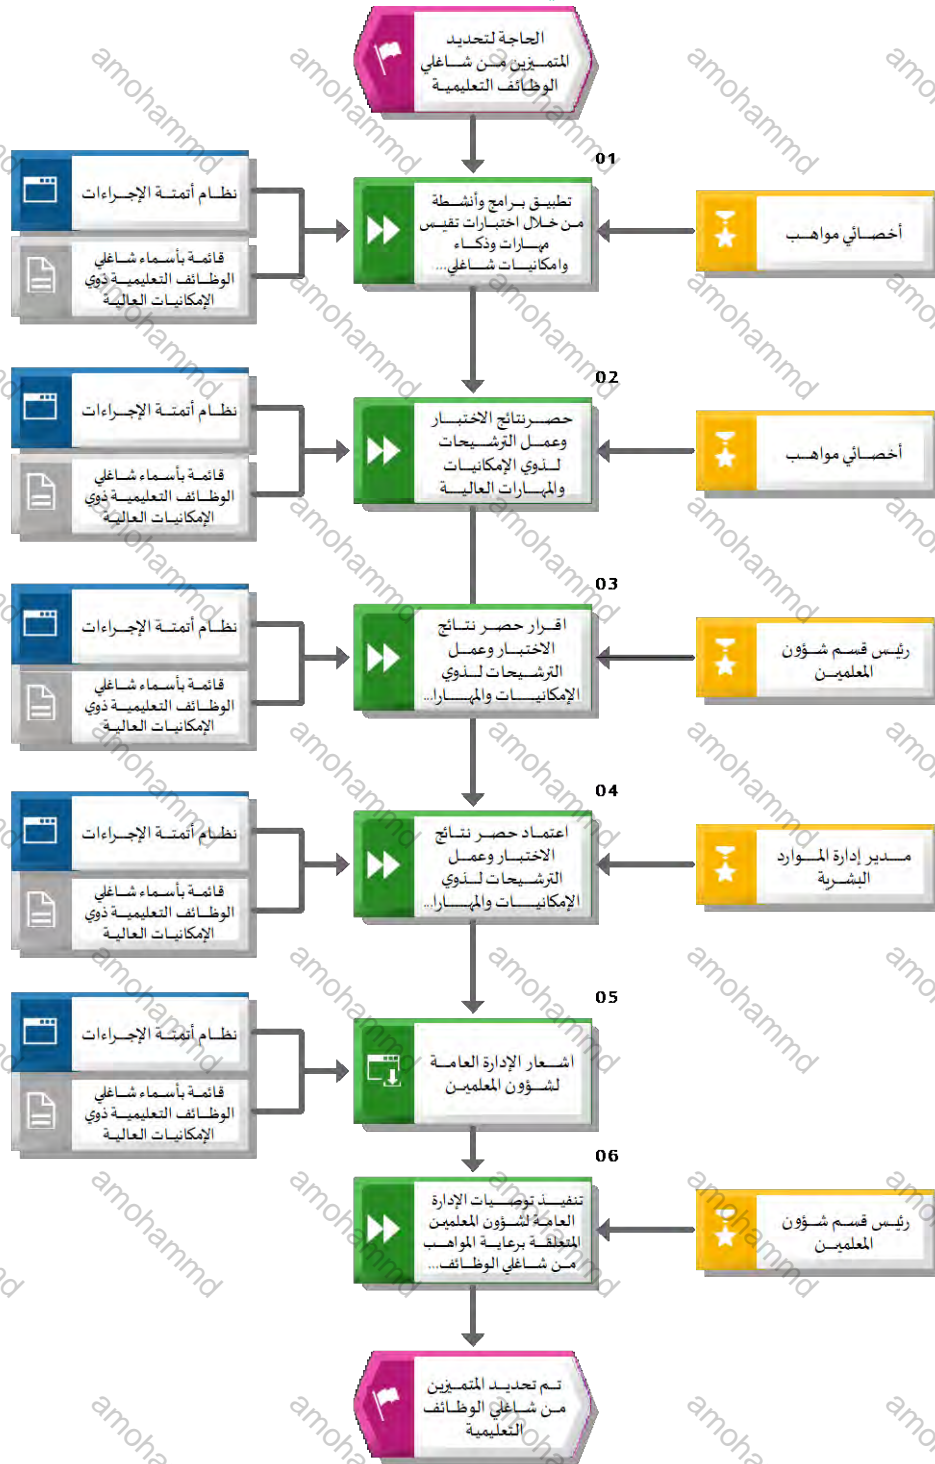 الحاجة لتحديد
المتميزين من شاغلي
الوظائف التعليمية
01
أخصائي مواهب
تطبيق برامج وأنشطة
من خلال اختبارات تقيس
مهارات وذكاء
وامكانيات شاغلي...
نظام أتمتة الإجراءات
قائمة بأسماء شاغلي
الوظائف التعليمية ذوي
الإمكانيات العالية
02
أخصائي مواهب
حصرنتائج الاختبار
وعمل الترشيحات
لذوي الإمكانيات
والمهارات العالية
نظام أتمتة الإجراءات
قائمة بأسماء شاغلي
الوظائف التعليمية ذوي
الإمكانيات العالية
03
رئيس قسم شؤون
المعلمين
اقرار حصر نتائج
الاختبار وعمل
الترشيحات لذوي
الإمكانيات والمهارا...
نظام أتمتة الإجراءات
قائمة بأسماء شاغلي
الوظائف التعليمية ذوي
الإمكانيات العالية
04
مدير إدارة الموارد
البشرية
اعتماد حصر نتائج
الاختبار وعمل
الترشيحات لذوي
الإمكانيات والمهارا...
نظام أتمتة الإجراءات
قائمة بأسماء شاغلي
الوظائف التعليمية ذوي
الإمكانيات العالية
05
اشعار الإدارة العامة
لشؤون المعلمين
نظام أتمتة الإجراءات
قائمة بأسماء شاغلي
الوظائف التعليمية ذوي
الإمكانيات العالية
06
رئيس قسم شؤون
المعلمين
تنفيذ توصيات الإدارة
العامة لشؤون المعلمين
المتعلقة برعاية المواهب
من شاغلي الوظائف...
تم تحديد المتميزين
من شاغلي الوظائف
التعليمية
amohammd